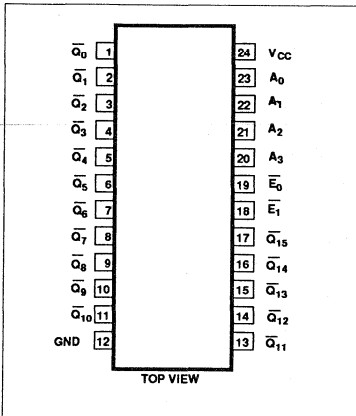 Q̅0 1 24 VCC
Q̅1 2 23 A0
Q̅2 3 22 A1
Q̅3 4 21 A2
Q̅4 5 20 A3
Q̅5 6 19 E̅0
Q̅6 7 18 E̅1
Q̅7 8 17 Q̅15
Q̅8 9 16 Q̅14
Q̅9 10 15 Q̅13
Q̅10 11 14 Q̅12
GND 12 13 Q̅11
TOP VIEW